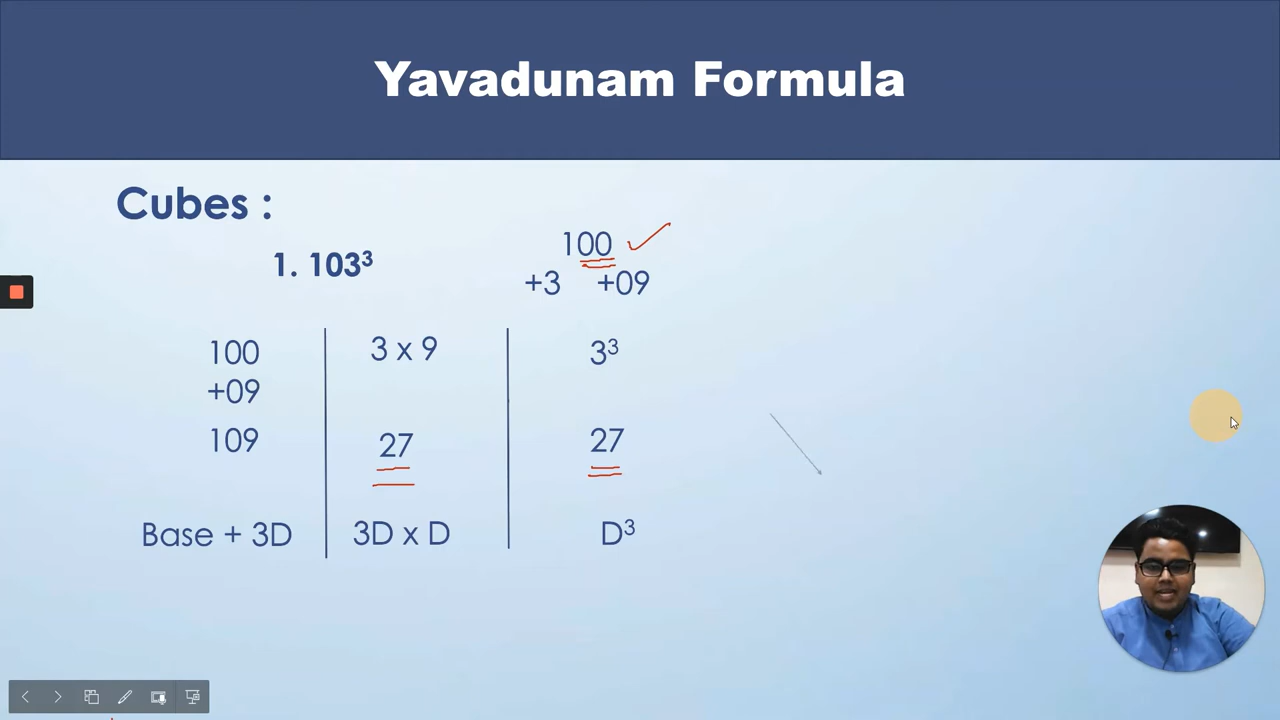 Yavadunam Formula
Cubes :
1. 103³
100
+3 +09
100 3 x 9 3³
+09
109 27 27
Base + 3D 3D x D D³